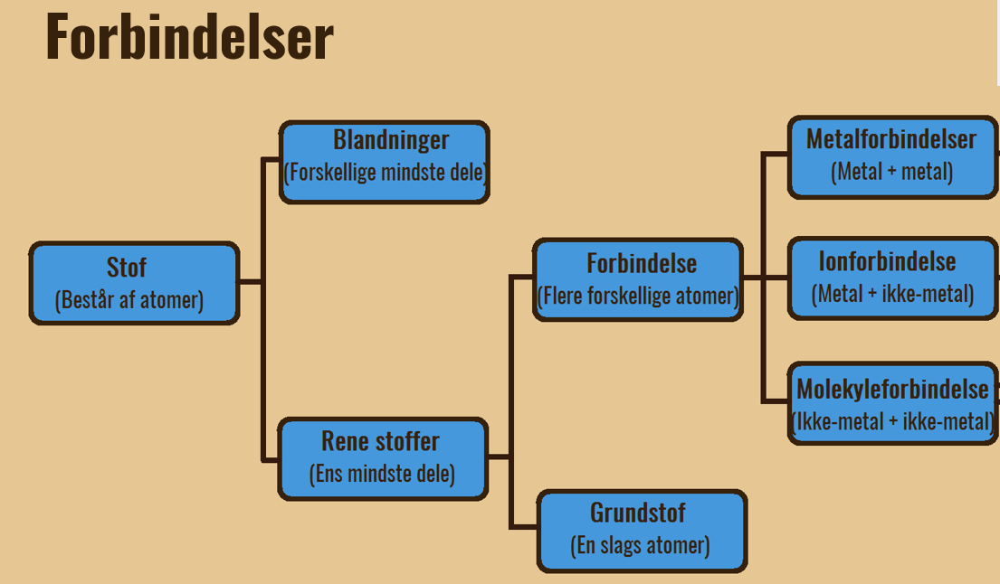 Forbindelser
Blandninger
(Forskellige mindste dele)
Metalforbindelser
(Metal + metal)
Stof
(Består af atomer)
Forbindelse
(Flere forskellige atomer)
Ionforbindelse
(Metal + ikke-metal)
Molekyleforbindelse
(Ikke-metal + ikke-metal)
Rene stoffer
(Ens mindste dele)
Grundstof
(En slags atomer)